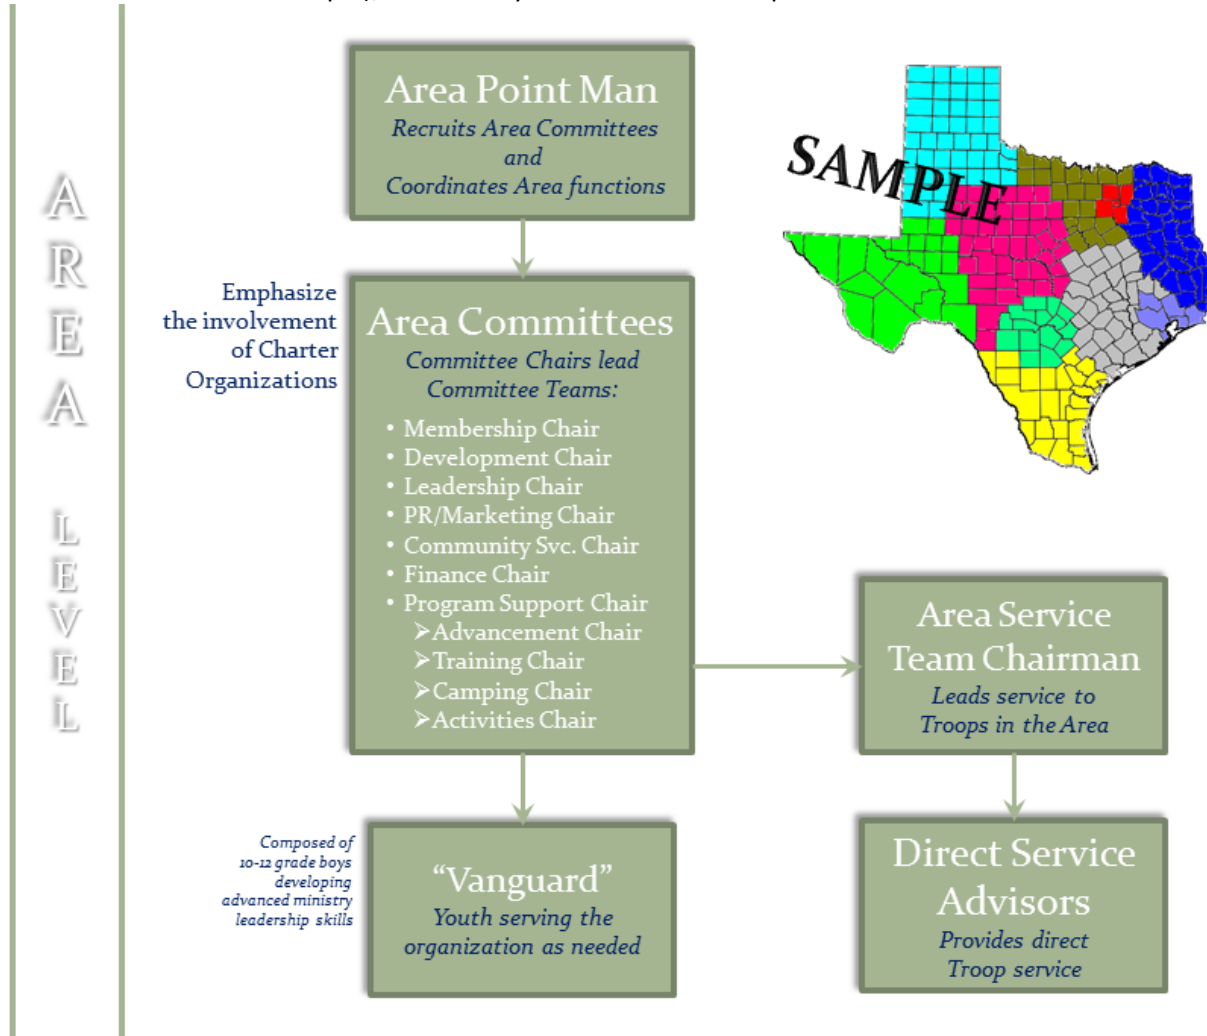 AREA LEVEL
Area Point Man
Recruits Area Committees
and
Coordinates Area functions
SAMPLE
Emphasize
the involvement
of Charter
Organizations
Area Committees
Committee Chairs lead
Committee Teams:
• Membership Chair
• Development Chair
• Leadership Chair
• PR/Marketing Chair
• Community Svc. Chair
• Finance Chair
• Program Support Chair
➢Advancement Chair
➢Training Chair
➢Camping Chair
➢Activities Chair
Area Service
Team Chairman
Leads service to
Troops in the Area
Composed of
10-12 grade boys
developing
advanced ministry
leadership skills
“Vanguard”
Youth serving the
organization as needed
Direct Service
Advisors
Provides direct
Troop service